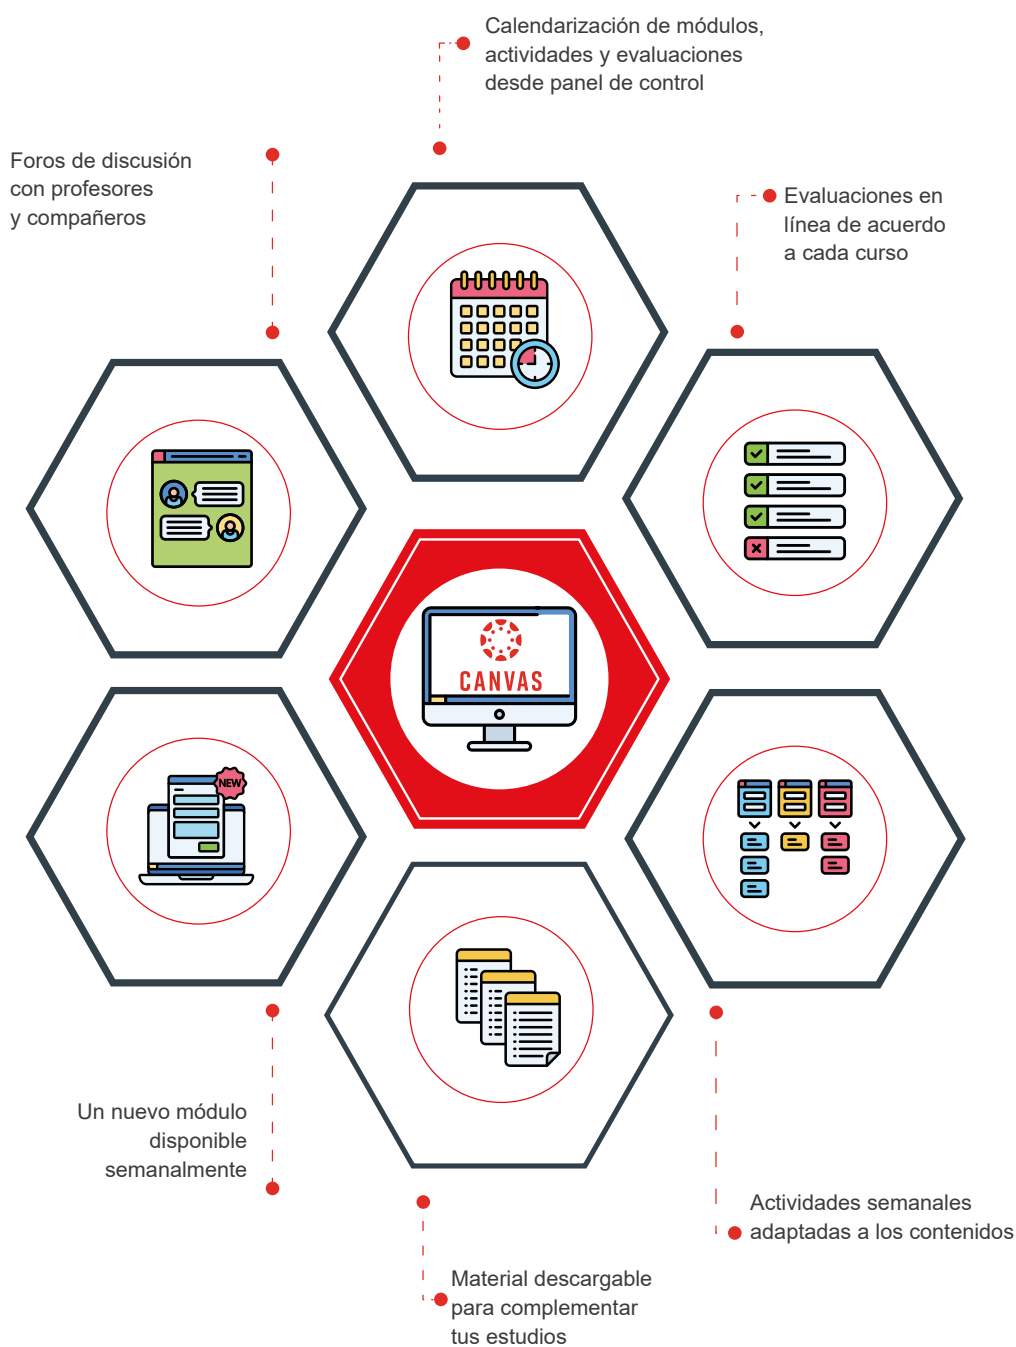 Calendarización de módulos,
actividades y evaluaciones
desde panel de control
Foros de discusión
con profesores
y compañeros
Evaluaciones en
línea de acuerdo
a cada curso
CANVAS
NEW
Un nuevo módulo
disponible
semanalmente
Actividades semanales
adaptadas a los contenidos
Material descargable
para complementar
tus estudios